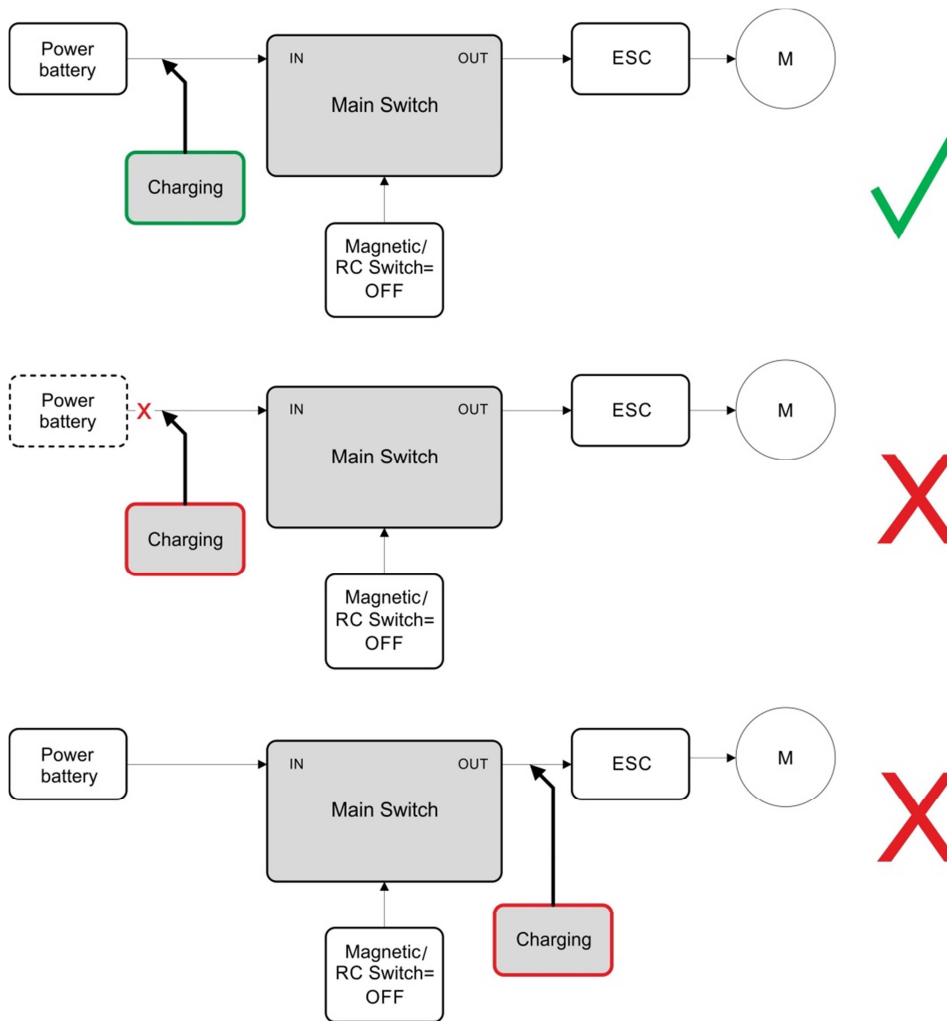 Power
battery
IN
OUT
Main Switch
ESC
M
Charging
Magnetic/
RC Switch=
OFF
Power
battery
X
IN
OUT
Main Switch
ESC
M
Charging
Magnetic/
RC Switch=
OFF
Power
battery
IN
OUT
Main Switch
ESC
M
Charging
Magnetic/
RC Switch=
OFF